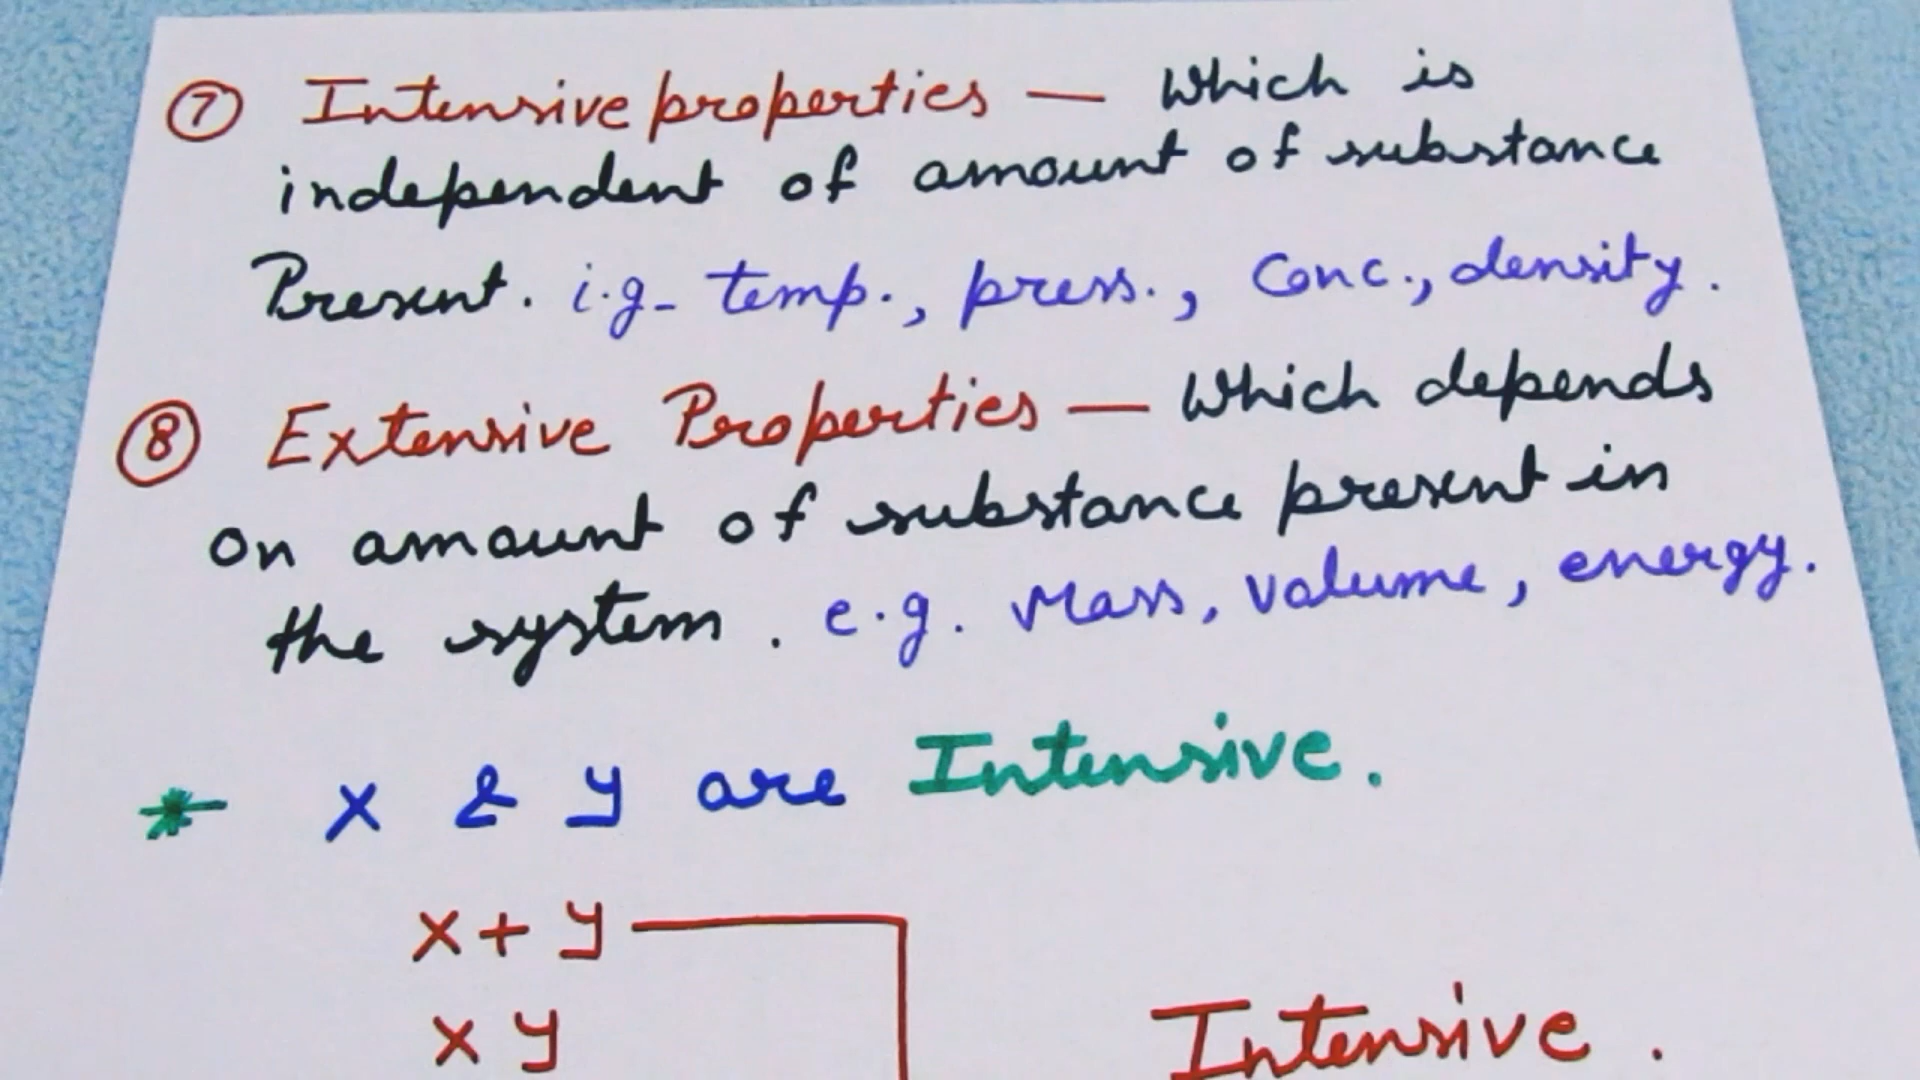 ⑦ Intensive properties — Which is
independent of amount of substance
Present. i.g- temp., press., Conc., density.
⑧ Extensive Properties — Which depends
on amount of substance present in
the system. e.g. Mass, volume, energy.
* x & y are Intensive.
x + y
x y
Intensive.